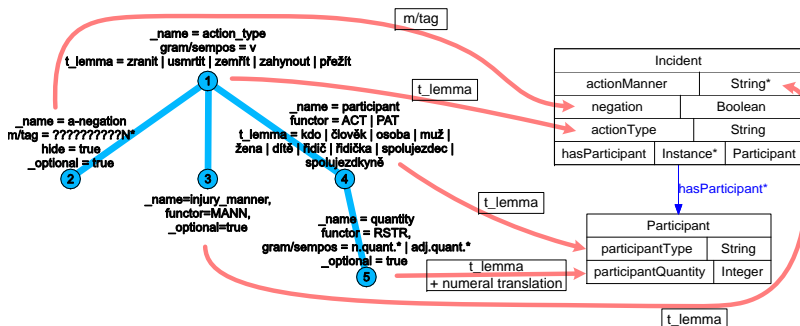 m/tag
_name = action_type
gram/sempos = v
t_lemma = zranit | usmrtit | zemřít | zahynout | přežít
1
t_lemma
_name = a-negation
m/tag = ??????????N*
hide = true
_optional = true
2
3
_name = participant
functor = ACT | PAT
t_lemma = kdo | člověk | osoba | muž |
žena | dítě | řidič | řidička | spolujezdec |
spolujezdkyně
4
_name=injury_manner,
functor=MANN,
_optional=true
_name = quantity
functor = RSTR,
gram/sempos = n.quant.* | adj.quant.*
_optional = true
5
t_lemma
t_lemma
+ numeral translation
t_lemma
Incident
actionManner String*
negation Boolean
actionType String
hasParticipant Instance* Participant
hasParticipant*
Participant
participantType String
participantQuantity Integer